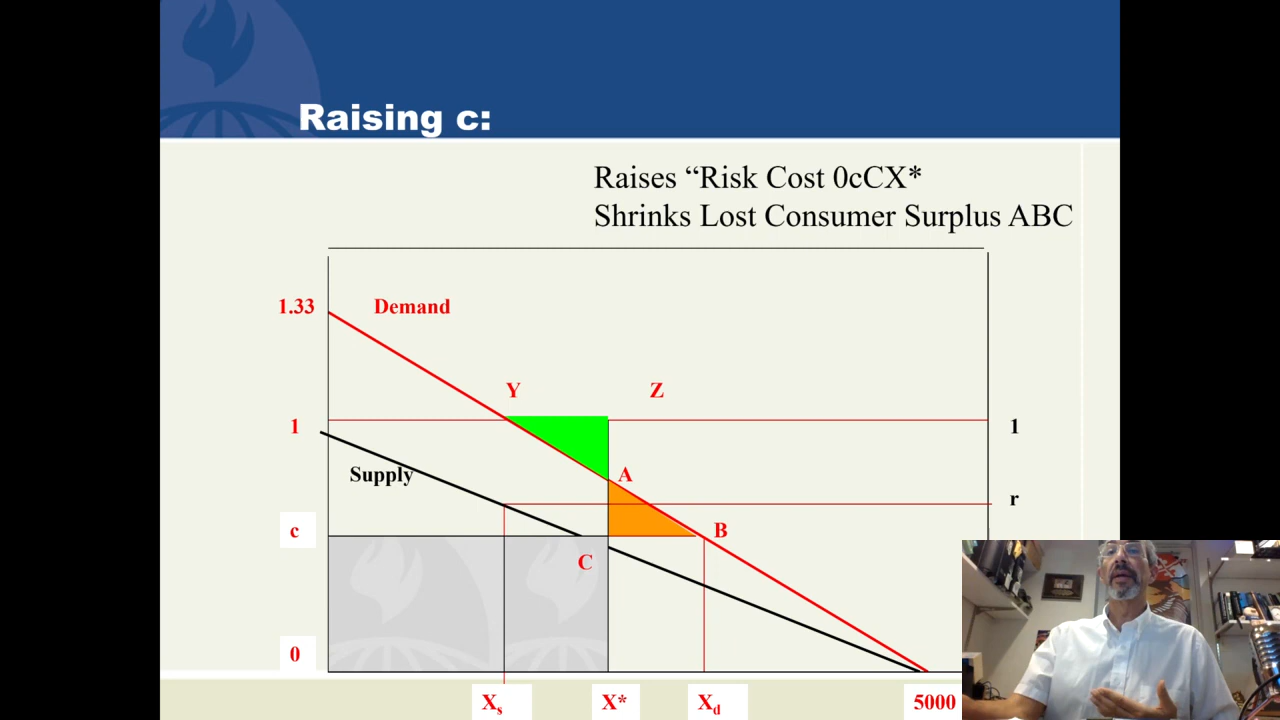 Raising c:
Raises “Risk Cost 0cCX*
Shrinks Lost Consumer Surplus ABC
1.33
Demand
Y
Z
1
1
Supply
A
r
c
B
C
0
Xs
X*
Xd
5000